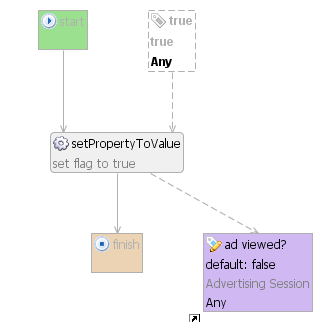 start
true
true
Any
setPropertyToValue
set flag to true
finish
ad viewed?
default: false
Advertising Session
Any